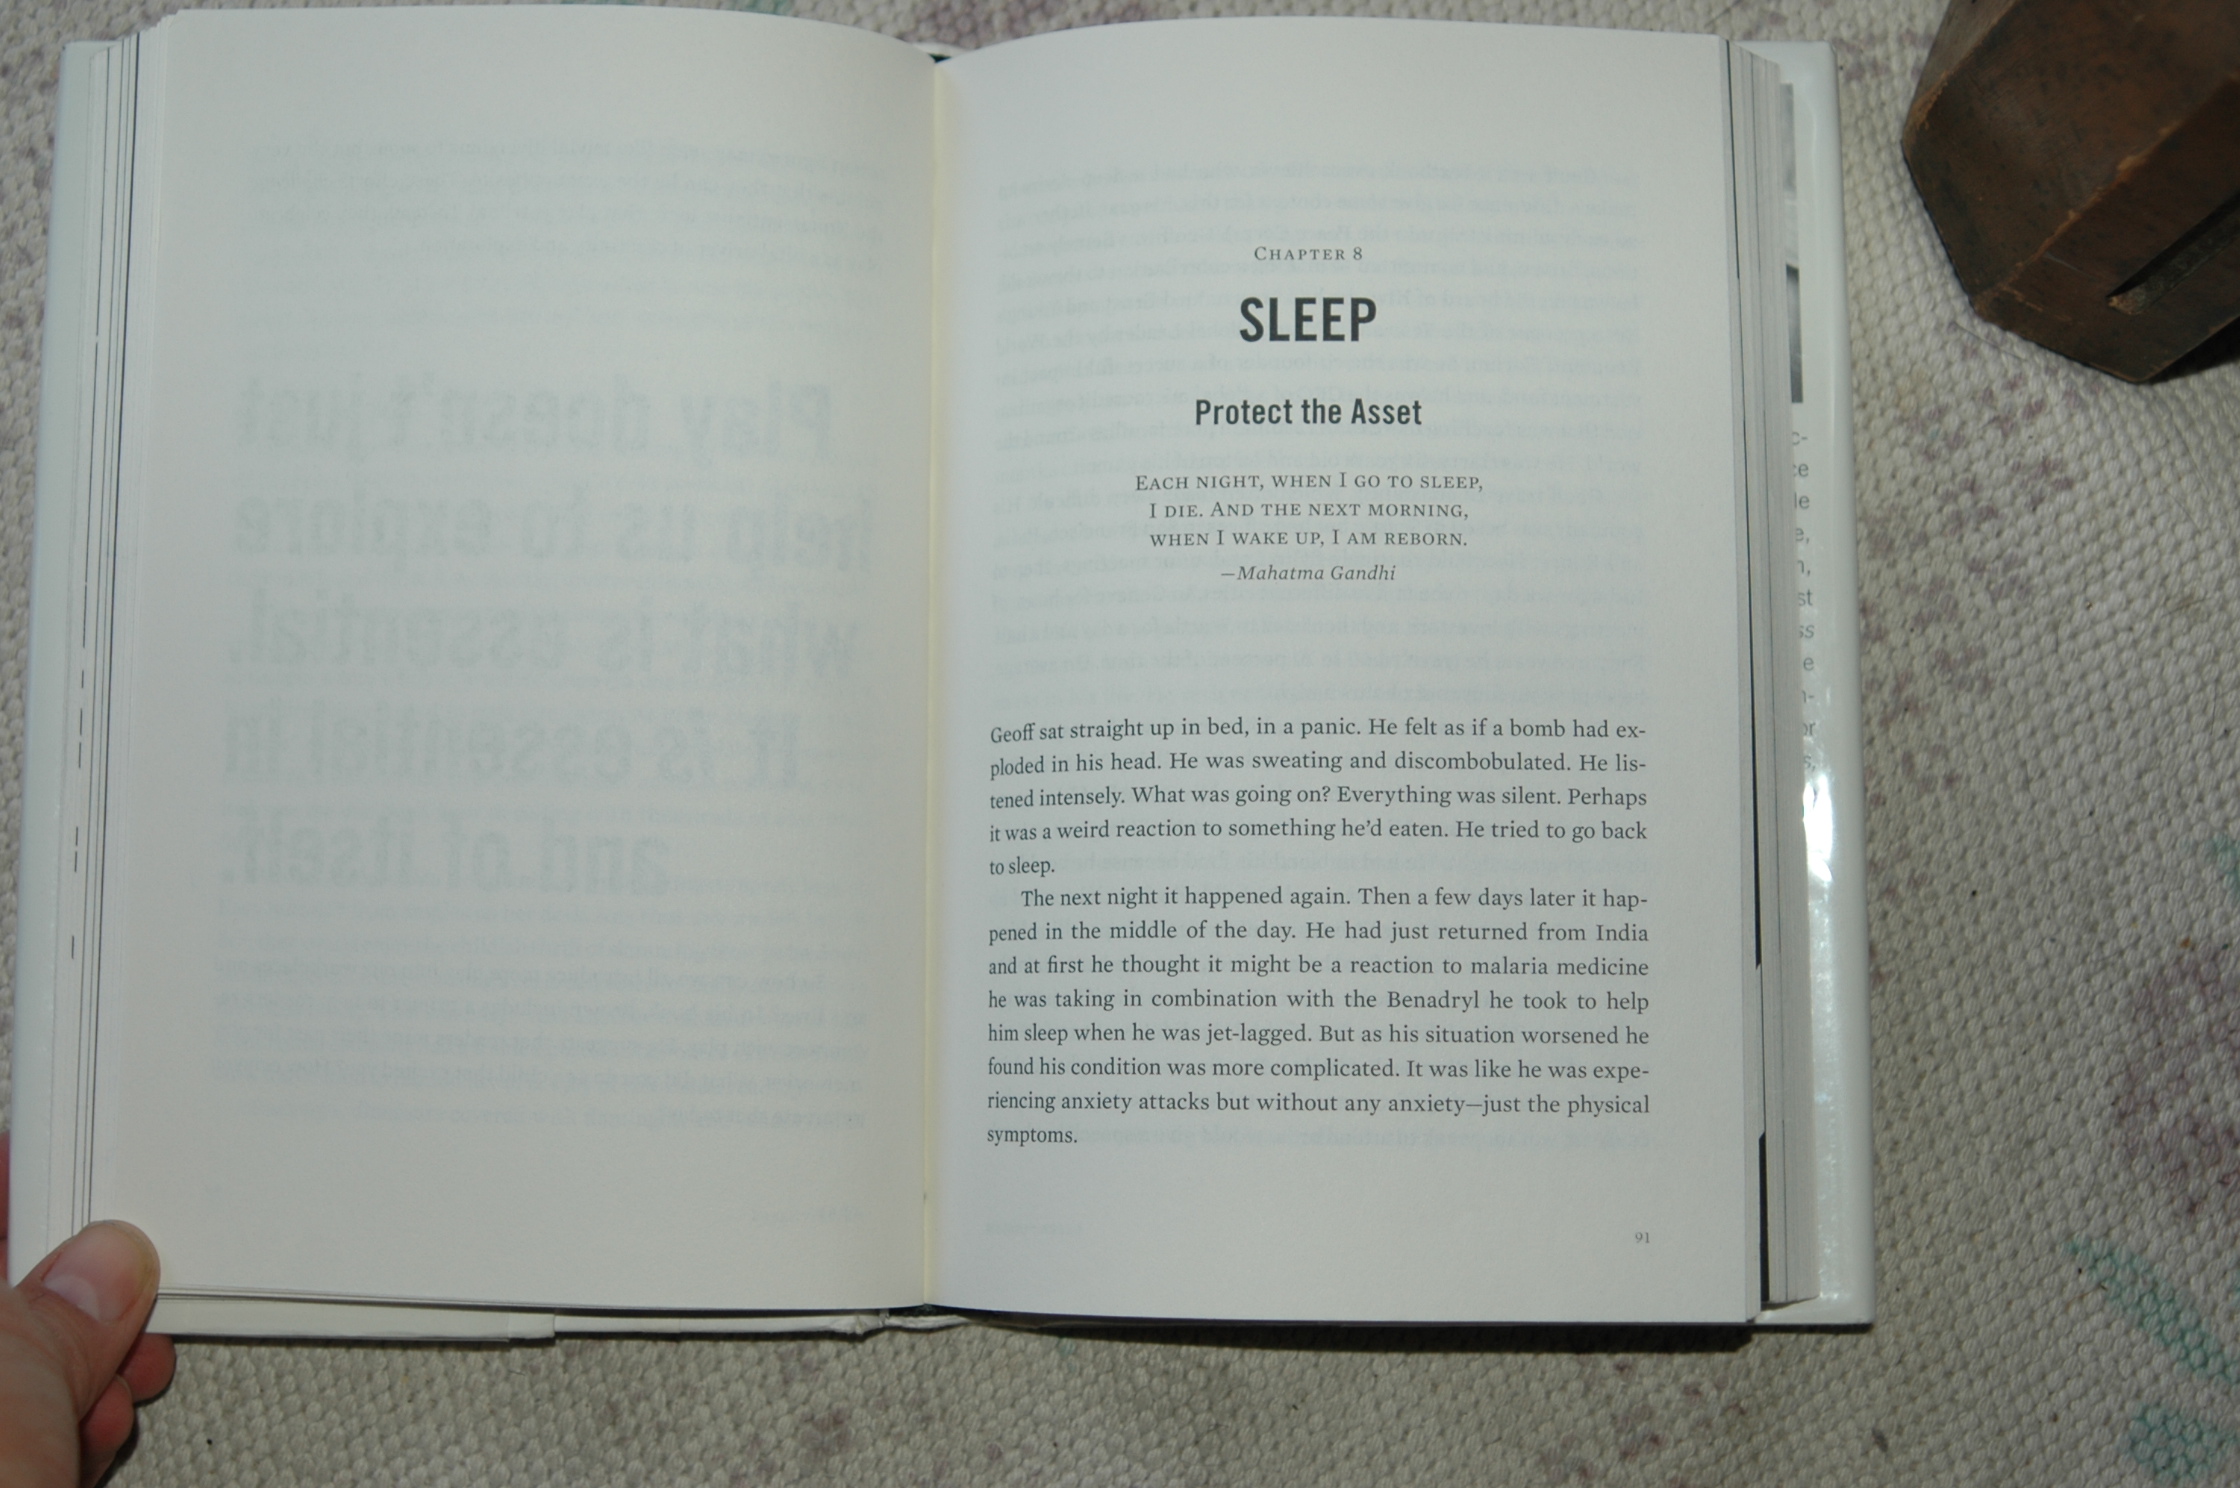 CHAPTER 8
SLEEP
Protect the Asset
EACH NIGHT, WHEN I GO TO SLEEP,
I DIE. AND THE NEXT MORNING,
WHEN I WAKE UP, I AM REBORN.
—Mahatma Gandhi
Geoff sat straight up in bed, in a panic. He felt as if a bomb had ex-
ploded in his head. He was sweating and discombobulated. He lis-
tened intensely. What was going on? Everything was silent. Perhaps
it was a weird reaction to something he'd eaten. He tried to go back
to sleep.
The next night it happened again. Then a few days later it hap-
pened in the middle of the day. He had just returned from India
and at first he thought it might be a reaction to malaria medicine
he was taking in combination with the Benadryl he took to help
him sleep when he was jet-lagged. But as his situation worsened he
found his condition was more complicated. It was like he was expe-
riencing anxiety attacks but without any anxiety—just the physical
symptoms.
91